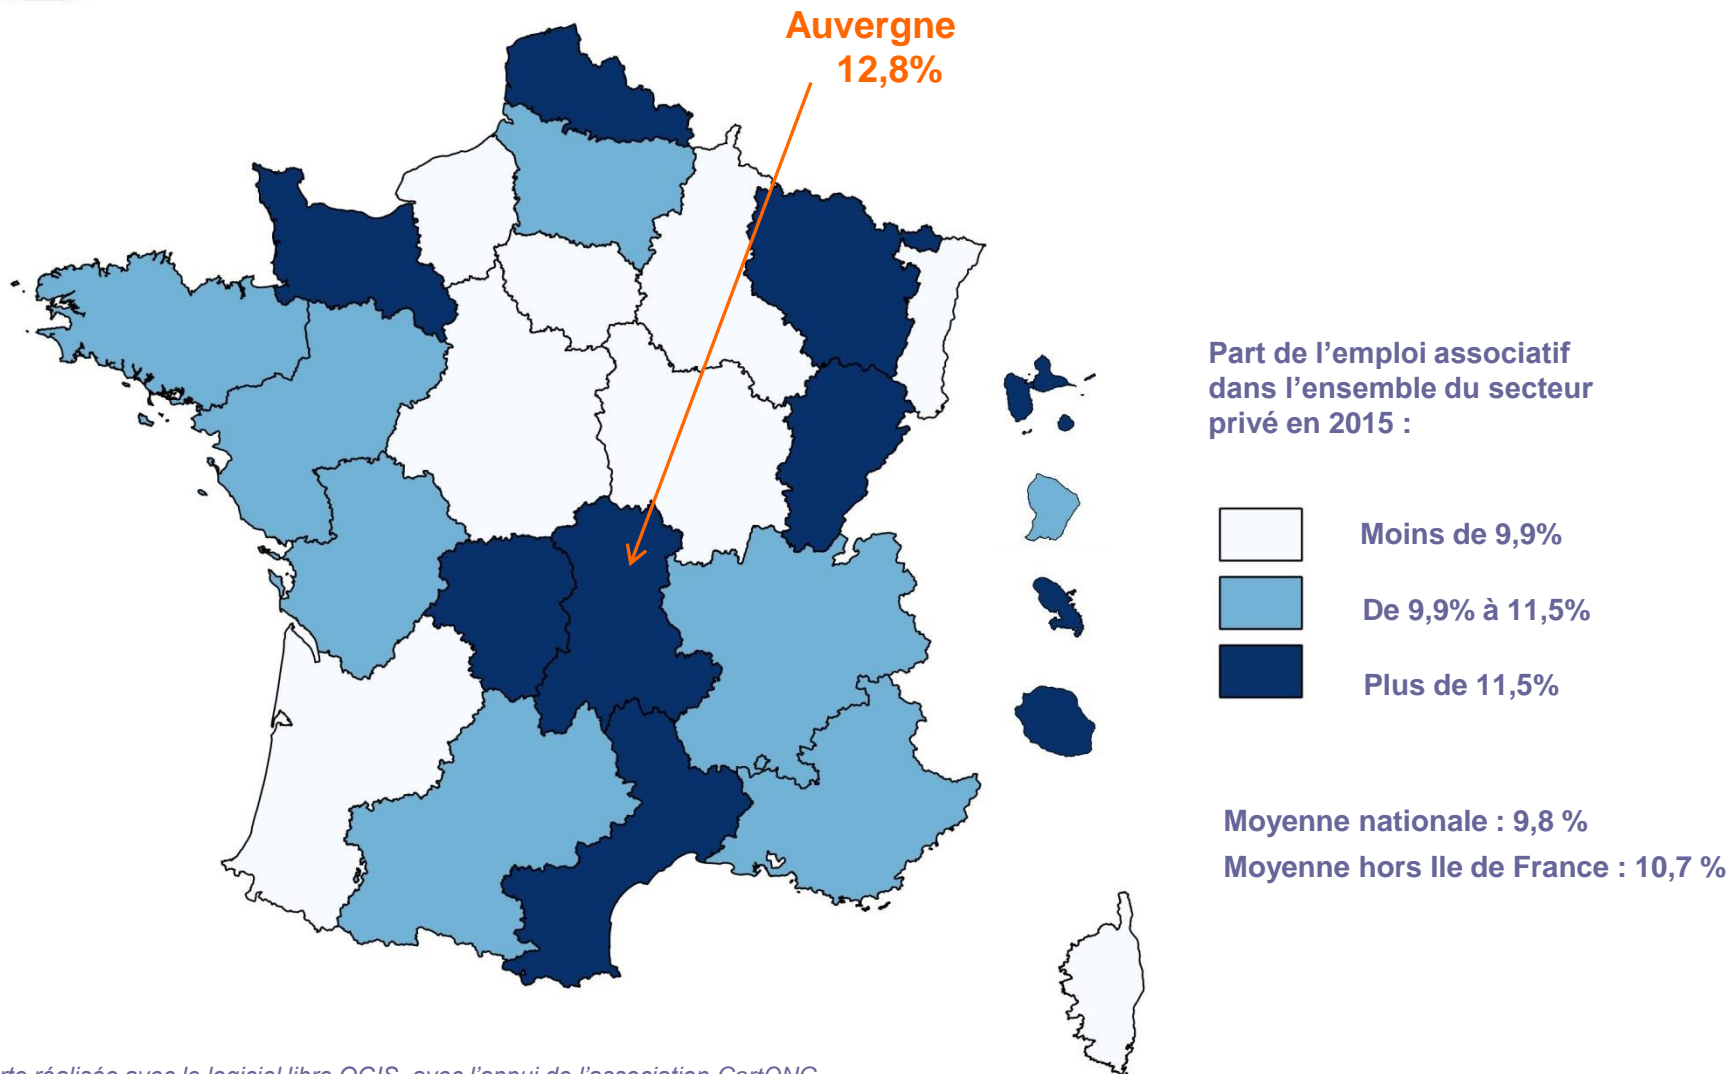 Auvergne
12,8%
Part de l’emploi associatif
dans l’ensemble du secteur
privé en 2015 :
Moins de 9,9%
De 9,9% à 11,5%
Plus de 11,5%
Moyenne nationale : 9,8 %
Moyenne hors Ile de France : 10,7 %
réalisée avec le logiciel libre QGIS, avec l’appui de l’association CartONG